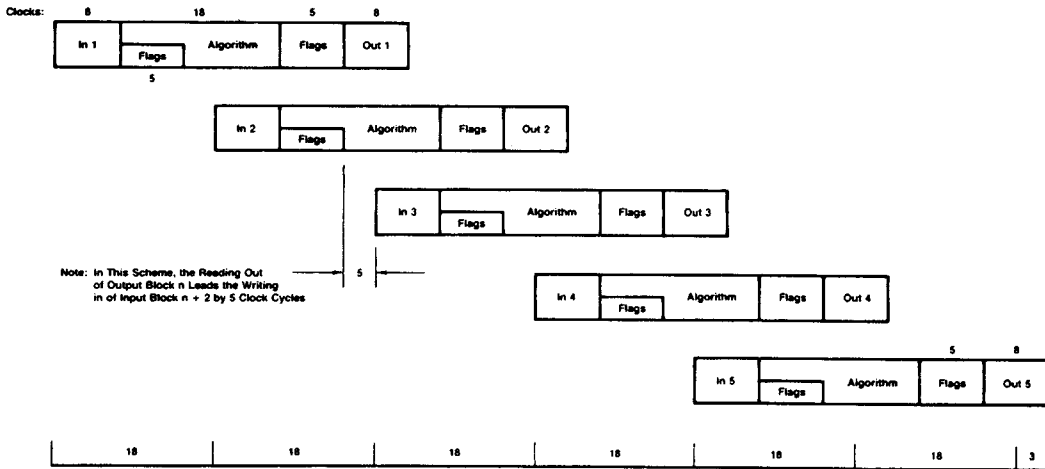 Clocks: 8 18 5 8
In 1 Algorithm Flags Out 1
Flags
5
In 2 Algorithm Flags Out 2
Flags
In 3 Algorithm Flags Out 3
Flags
Note: In This Scheme, the Reading Out
of Output Block n Leads the Writing
in of Input Block n + 2 by 5 Clock Cycles
5
In 4 Algorithm Flags Out 4
Flags
5 8
In 5 Algorithm Flags Out 5
Flags
18 18 18 18 18 18 3